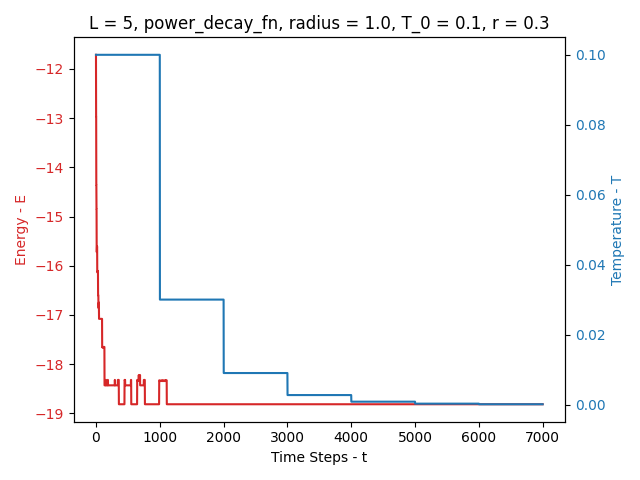 L = 5, power_decay_fn, radius = 1.0, T_0 = 0.1, r = 0.3
−12
−13
−14
−15
−16
−17
−18
−19
Energy - E
0.10
0.08
0.06
0.04
0.02
0.00
Temperature - T
0 1000 2000 3000 4000 5000 6000 7000
Time Steps - t